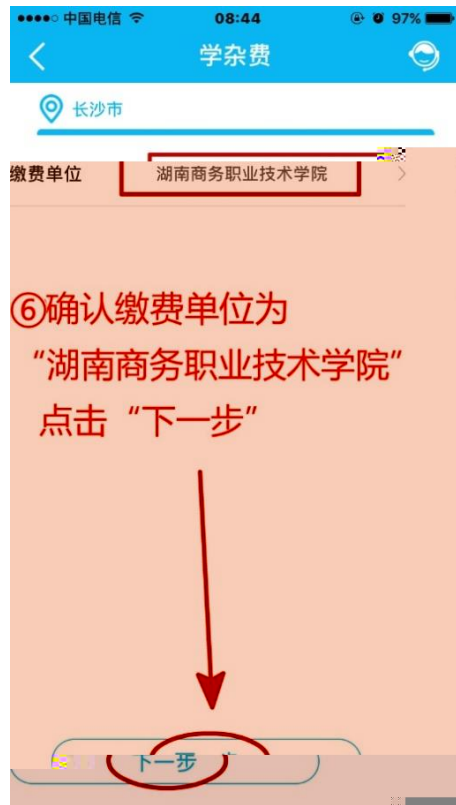 中国电信 08:44 97%
学杂费
长沙市
缴费单位 湖南商务职业技术学院
⑥确认缴费单位为
“湖南商务职业技术学院”
点击“下一步”
下一步